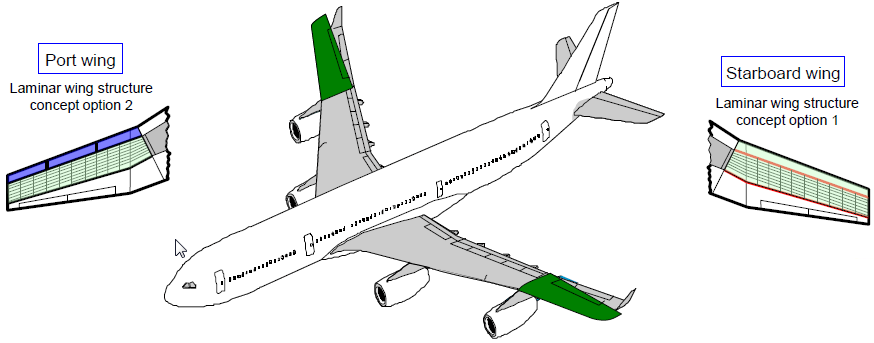 Port wing
Laminar wing structure
concept option 2
Starboard wing
Laminar wing structure
concept option 1